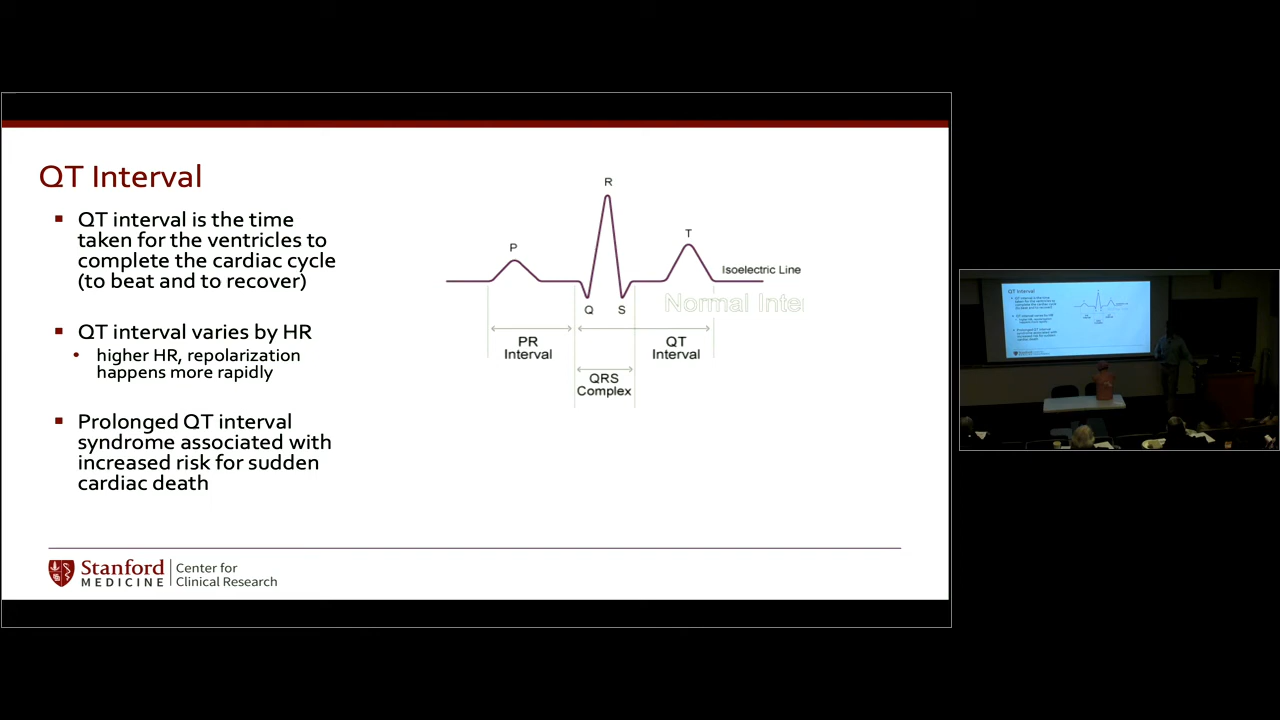 QT Interval
QT interval is the time
taken for the ventricles to
complete the cardiac cycle
(to beat and to recover)
QT interval varies by HR
higher HR, repolarization
happens more rapidly
Prolonged QT interval
syndrome associated with
increased risk for sudden
cardiac death
R
P
T
Isoelectric Line
Normal Inte
Q
S
PR
Interval
QT
Interval
QRS
Complex
Stanford
MEDICINE
Center for
Clinical Research